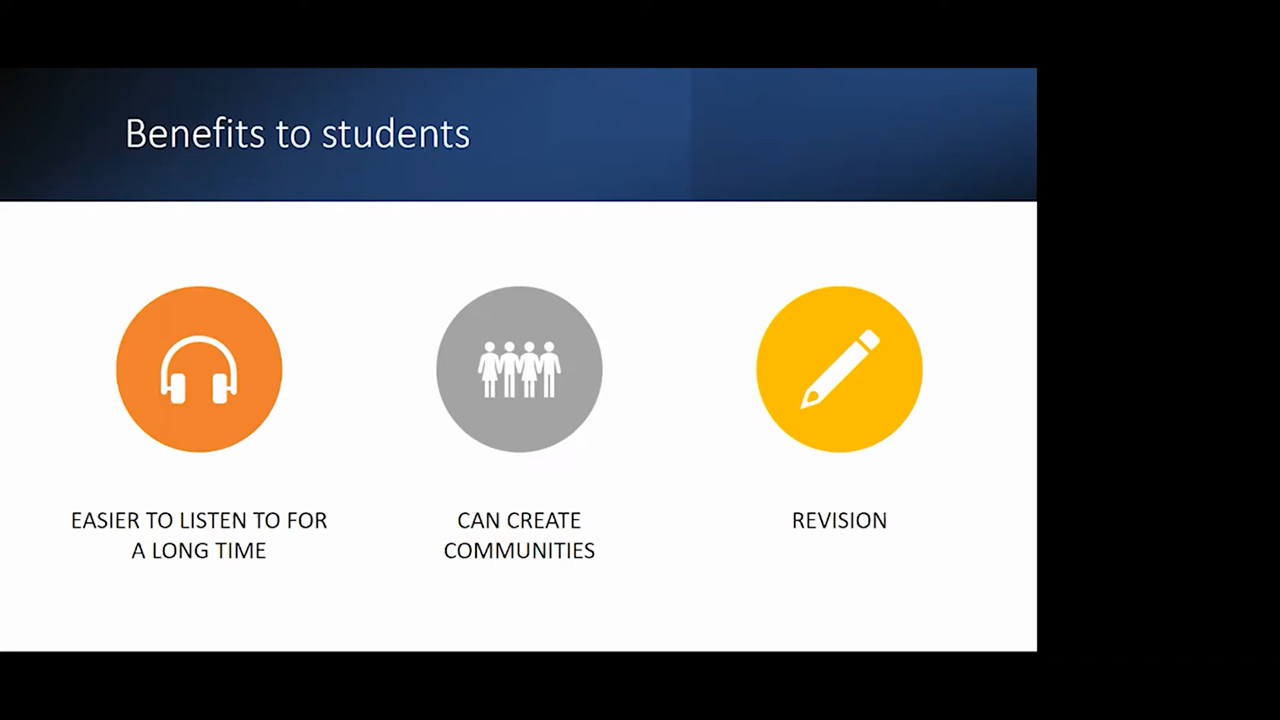 Benefits to students
EASIER TO LISTEN TO FOR
A LONG TIME
CAN CREATE
COMMUNITIES
REVISION